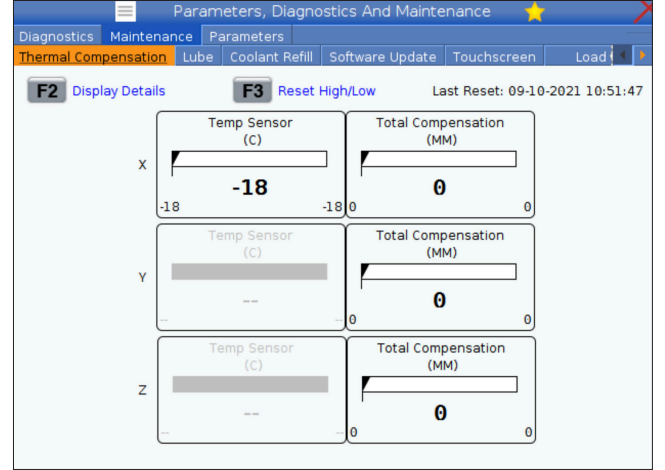 Parameters, Diagnostics And Maintenance
Diagnostics Maintenance Parameters
Thermal Compensation Lube Coolant Refill Software Update Touchscreen Load
F2 Display Details F3 Reset High/Low Last Reset: 09-10-2021 10:51:47
Temp Sensor Total Compensation
(C) (MM)
X
-18 0
-18 -18 0 0
Temp Sensor Total Compensation
(C) (MM)
Y
-- 0
-- -- 0 0
Temp Sensor Total Compensation
(C) (MM)
Z
-- 0
-- -- 0 0